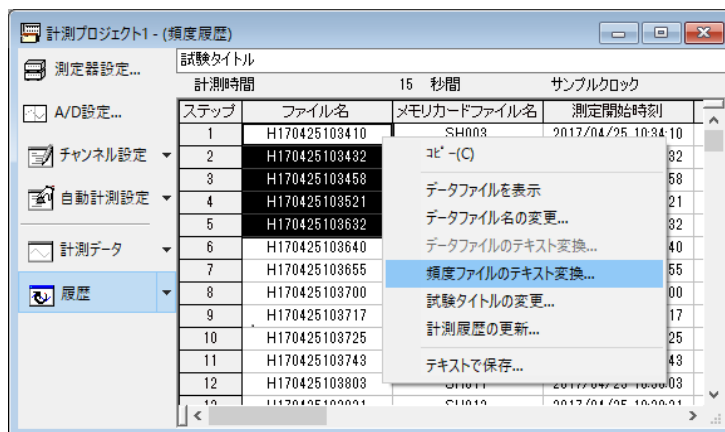 計測プロジェクト1 - (頻度履歴)
測定器設定...
A/D設定...
チャンネル設定
自動計測設定
計測データ
履歴
試験タイトル
計測時間 15 秒間 サンプルクロック
ステップ ファイル名 メモリカードファイル名 測定開始時刻
1 H170425103410 SH003 2017/04/25 10:34:10
2 H170425103432 32
3 H170425103458 58
4 H170425103521 21
5 H170425103632 32
6 H170425103640 40
7 H170425103655 55
8 H170425103700 00
9 H170425103717 17
10 H170425103725 25
11 H170425103743 43
12 H170425103803 SH011 2017/04/25 10:38:03
コピー(C)
データファイルを表示
データファイル名の変更...
データファイルのテキスト変換...
頻度ファイルのテキスト変換...
試験タイトルの変更...
計測履歴の更新...
テキストで保存...